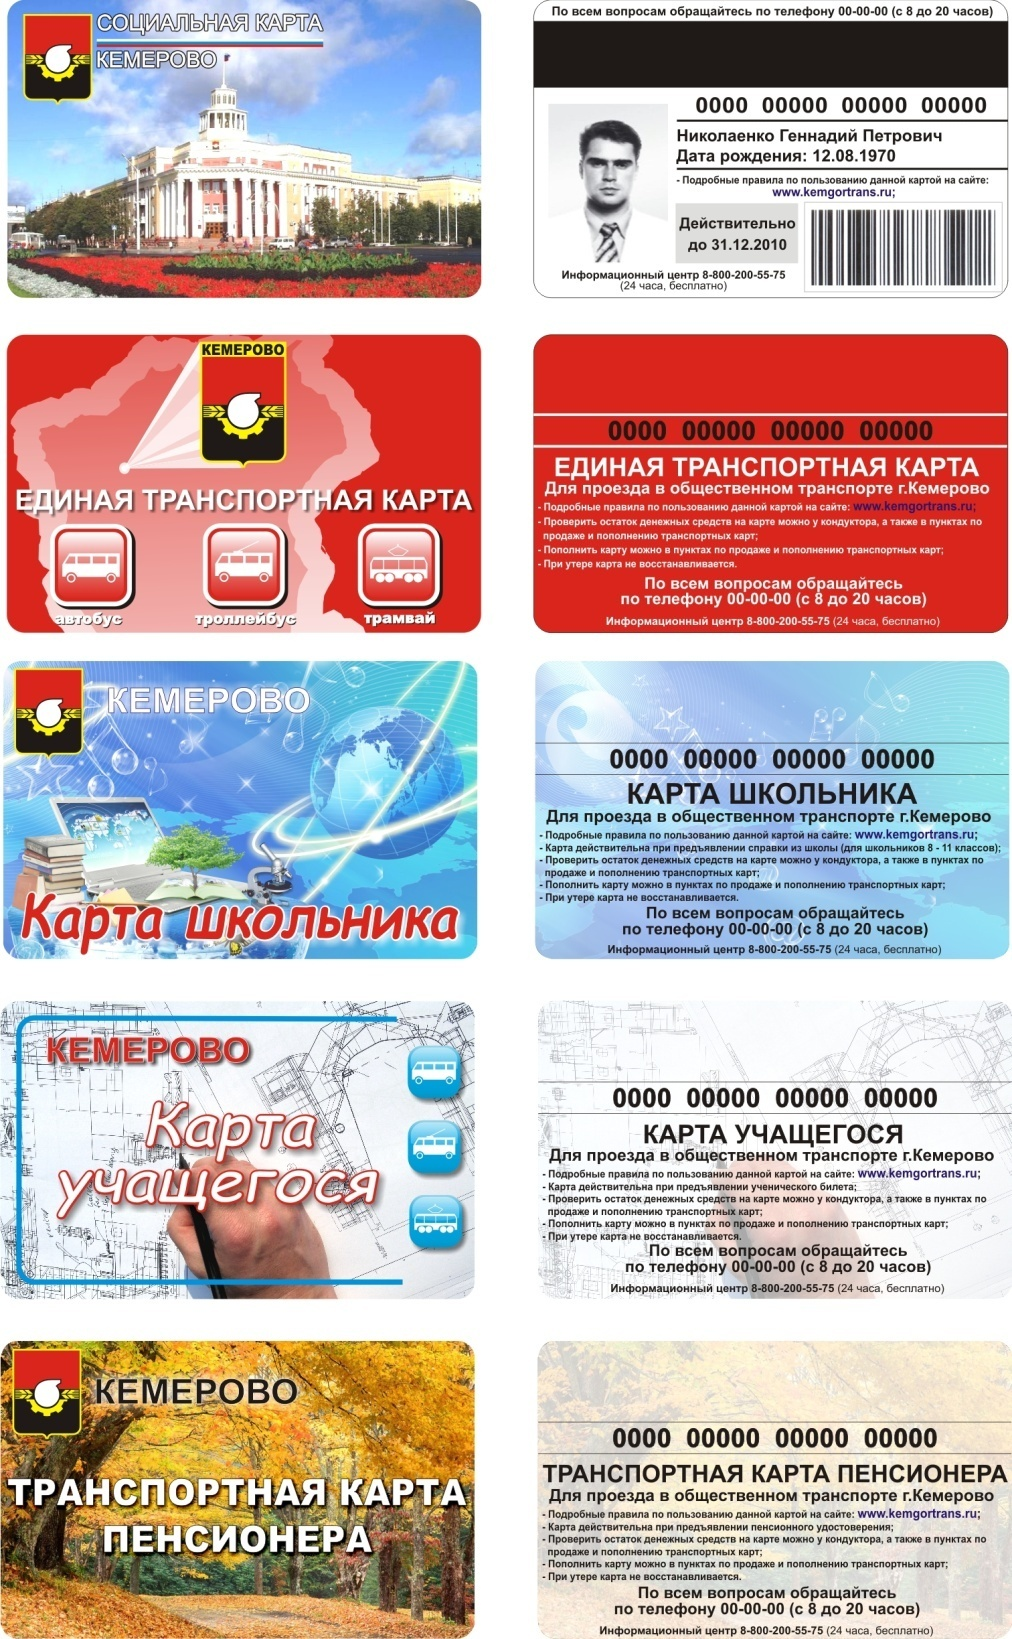 СОЦИАЛЬНАЯ КАРТА
КЕМЕРОВО
По всем вопросам обращайтесь по телефону 00-00-00 (с 8 до 20 часов)
0000 00000 00000 00000
Николаенко Геннадий Петрович
Дата рождения: 12.08.1970
- Подробные правила по пользованию данной картой на сайте:
www.kemgortrans.ru;
Действительно
до 31.12.2010
Информационный центр 8-800-200-55-75
(24 часа, бесплатно)
КЕМЕРОВО
ЕДИНАЯ ТРАНСПОРТНАЯ КАРТА
автобус троллейбус трамвай
0000 00000 00000 00000
ЕДИНАЯ ТРАНСПОРТНАЯ КАРТА
Для проезда в общественном транспорте г.Кемерово
- Подробные правила по пользованию данной картой на сайте: www.kemgortrans.ru;
- Проверить остаток денежных средств на карте можно у кондуктора, а также в пунктах по
продаже и пополнению транспортных карт;
- Пополнить карту можно в пунктах по продаже и пополнению транспортных карт;
- При утере карта не восстанавливается.
По всем вопросам обращайтесь
по телефону 00-00-00 (с 8 до 20 часов)
Информационный центр 8-800-200-55-75 (24 часа, бесплатно)
КЕМЕРОВО
Карта школьника
0000 00000 00000 00000
КАРТА ШКОЛЬНИКА
Для проезда в общественном транспорте г.Кемерово
- Подробные правила по пользованию данной картой на сайте: www.kemgortrans.ru;
- Карта действительна при предъявлении справки из школы (для школьников 8 - 11 классов);
- Проверить остаток денежных средств на карте можно у кондуктора, а также в пунктах по
продаже и пополнению транспортных карт;
- Пополнить карту можно в пунктах по продаже и пополнению транспортных карт;
- При утере карта не восстанавливается.
По всем вопросам обращайтесь
по телефону 00-00-00 (с 8 до 20 часов)
Информационный центр 8-800-200-55-75 (24 часа, бесплатно)
КЕМЕРОВО
Карта
учащегося
0000 00000 00000 00000
КАРТА УЧАЩЕГОСЯ
Для проезда в общественном транспорте г.Кемерово
- Подробные правила по пользованию данной картой на сайте: www.kemgortrans.ru;
- Карта действительна при предъявлении ученического билета;
- Проверить остаток денежных средств на карте можно у кондуктора, а также в пунктах по
продаже и пополнению транспортных карт;
- Пополнить карту можно в пунктах по продаже и пополнению транспортных карт;
- При утере карта не восстанавливается.
По всем вопросам обращайтесь
по телефону 00-00-00 (с 8 до 20 часов)
Информационный центр 8-800-200-55-75 (24 часа, бесплатно)
КЕМЕРОВО
ТРАНСПОРТНАЯ КАРТА
ПЕНСИОНЕРА
0000 00000 00000 00000
ТРАНСПОРТНАЯ КАРТА ПЕНСИОНЕРА
Для проезда в общественном транспорте г.Кемерово
- Подробные правила по пользованию данной картой на сайте: www.kemgortrans.ru;
- Карта действительна при предъявлении пенсионного удостоверения;
- Проверить остаток денежных средств на карте можно у кондуктора, а также в пунктах по
продаже и пополнению транспортных карт;
- Пополнить карту можно в пунктах по продаже и пополнению транспортных карт;
- При утере карта не восстанавливается.
По всем вопросам обращайтесь
по телефону 00-00-00 (с 8 до 20 часов)
Информационный центр 8-800-200-55-75 (24 часа, бесплатно)